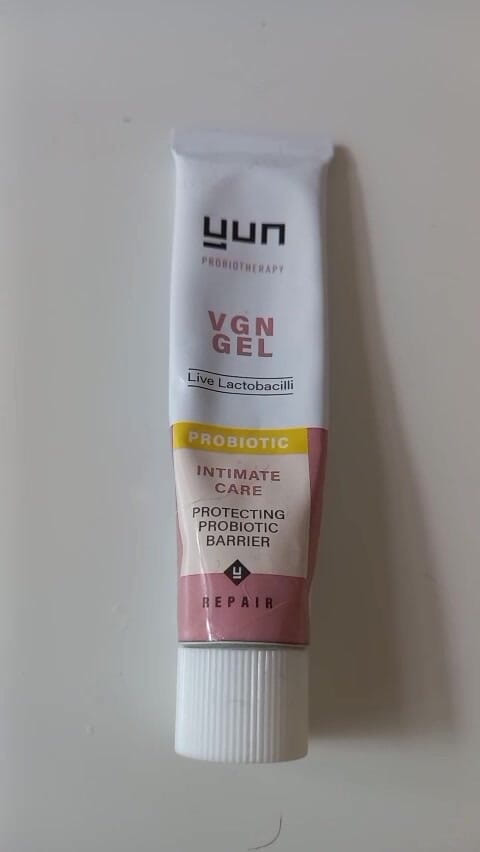 yun
PROBIOTHERAPY
VGN
GEL
Live Lactobacilli
PROBIOTIC
INTIMATE
CARE
PROTECTING
PROBIOTIC
BARRIER
REPAIR